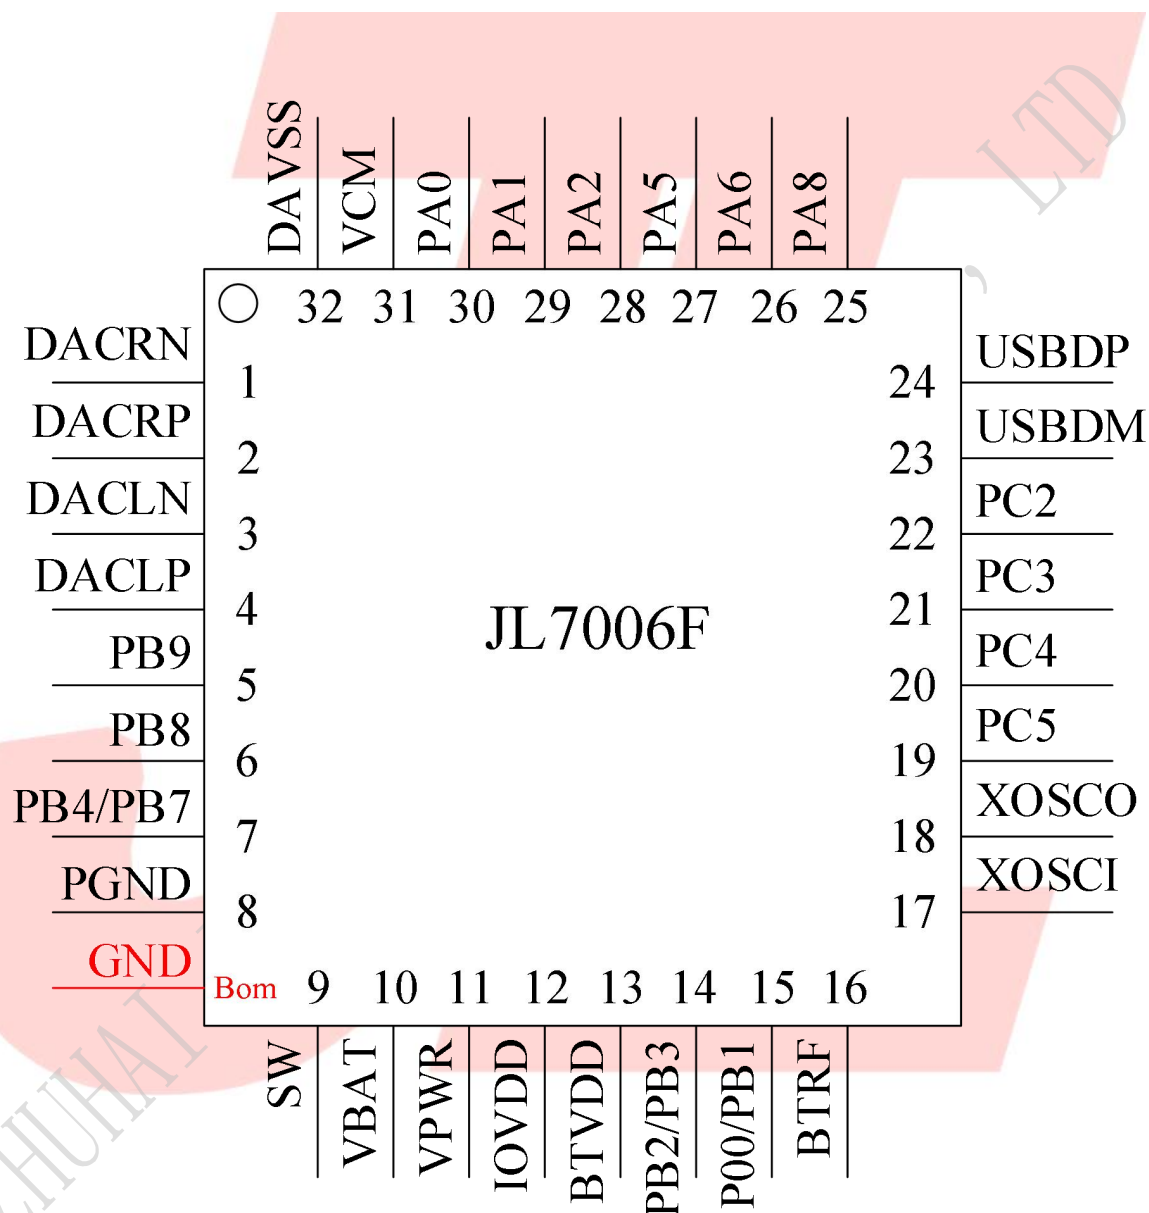 DAVSS
VCM
PA0
PA1
PA2
PA5
PA6
PA8
32 31 30 29 28 27 26 25
DACRN 1
DACRP 2
DACLN 3
DACLP 4
PB9 5
PB8 6
PB4/PB7 7
PGND 8
GND Bom
JL7006F
24 USBDP
23 USBDM
22 PC2
21 PC3
20 PC4
19 PC5
18 XOSCO
17 XOSCI
9 10 11 12 13 14 15 16
SW
VBAT
VPWR
IOVDD
BTVDD
PB2/PB3
P00/PB1
BTRF
, LTD